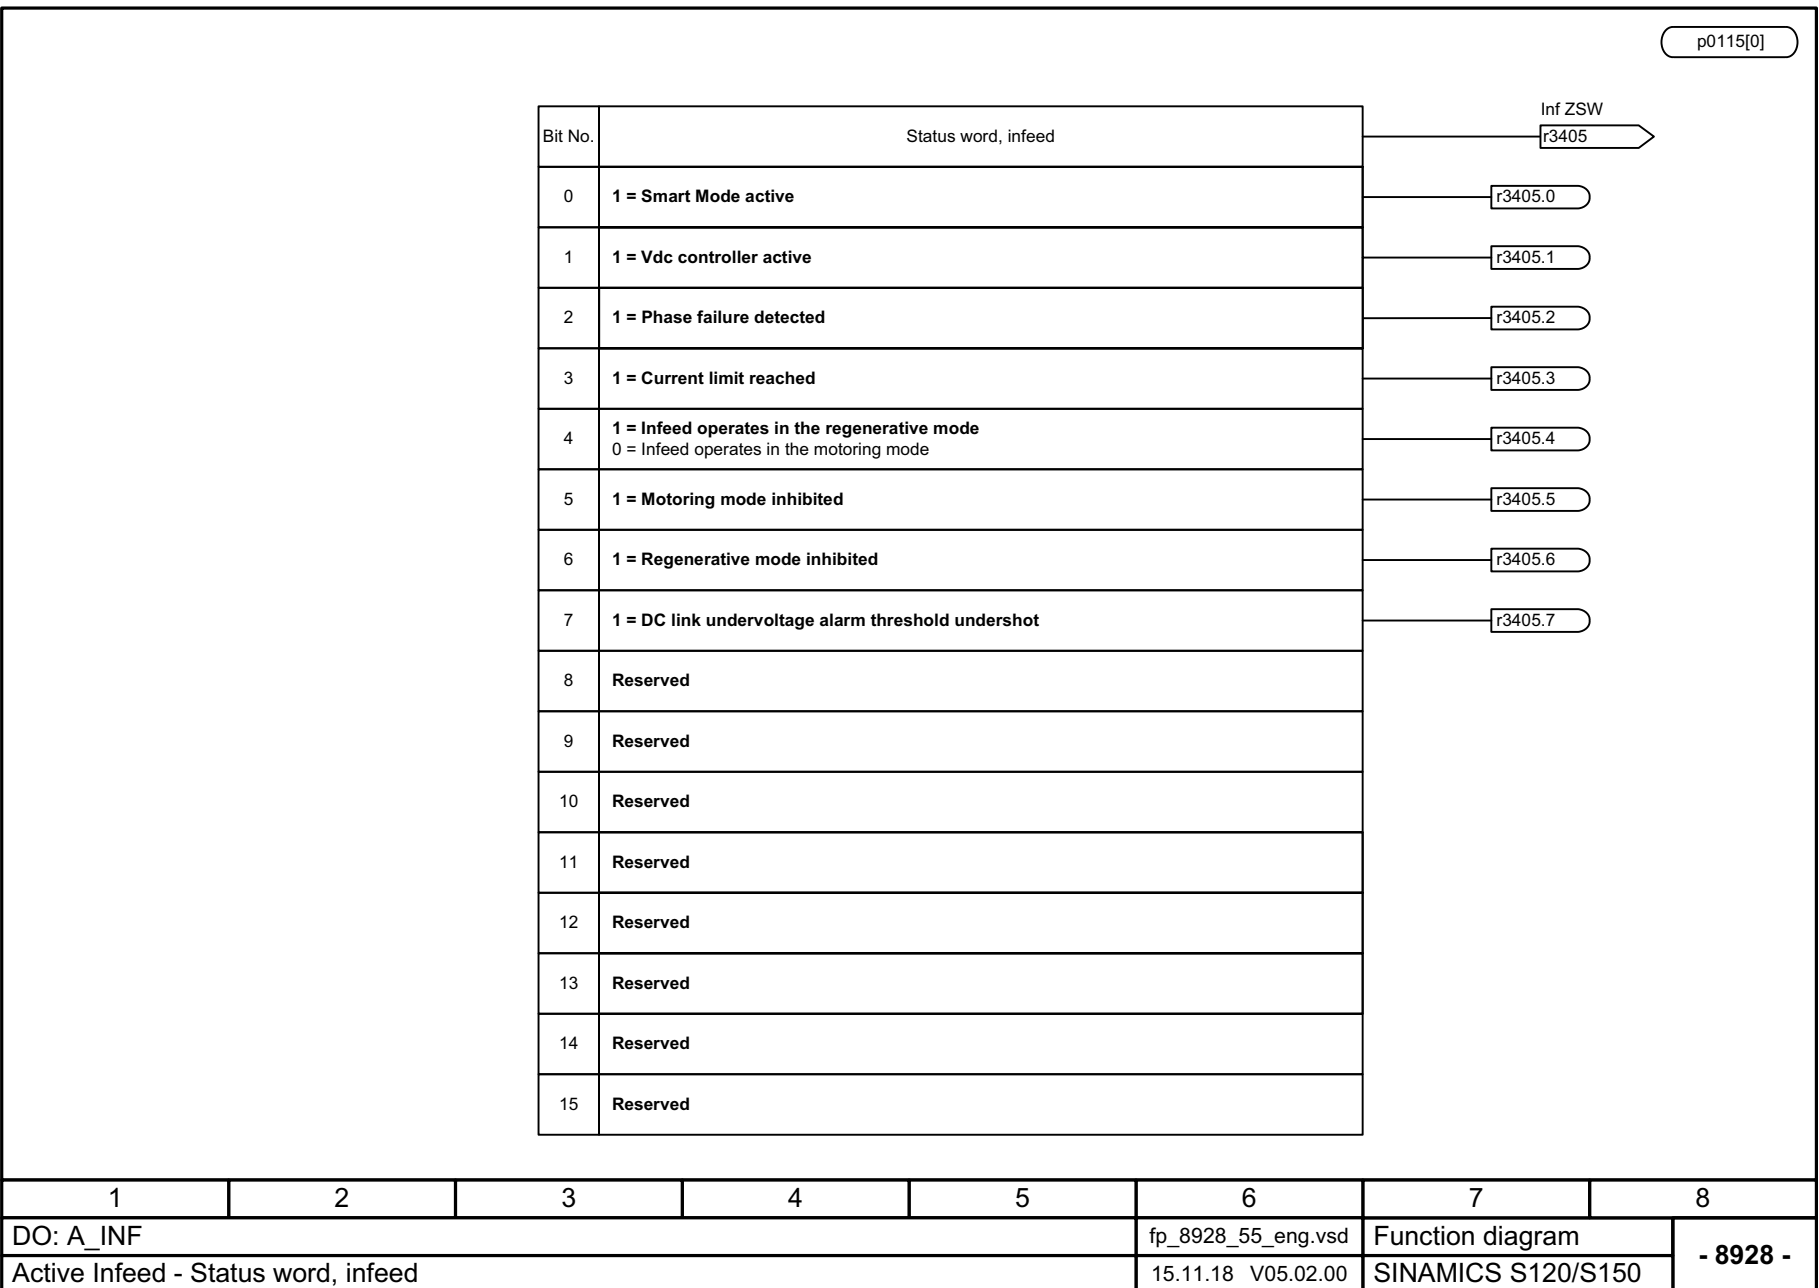 p0115[0]
Inf ZSW
Bit No. Status word, infeed r3405
0 1 = Smart Mode active r3405.0
1 1 = Vdc controller active r3405.1
2 1 = Phase failure detected r3405.2
3 1 = Current limit reached r3405.3
4 1 = Infeed operates in the regenerative mode r3405.4
0 = Infeed operates in the motoring mode
5 1 = Motoring mode inhibited r3405.5
6 1 = Regenerative mode inhibited r3405.6
7 1 = DC link undervoltage alarm threshold undershot r3405.7
8 Reserved
9 Reserved
10 Reserved
11 Reserved
12 Reserved
13 Reserved
14 Reserved
15 Reserved
1 2 3 4 5 6 7 8
DO: A_INF fp_8928_55_eng.vsd Function diagram
- 8928 -
Active Infeed - Status word, infeed 15.11.18 V05.02.00 SINAMICS S120/S150